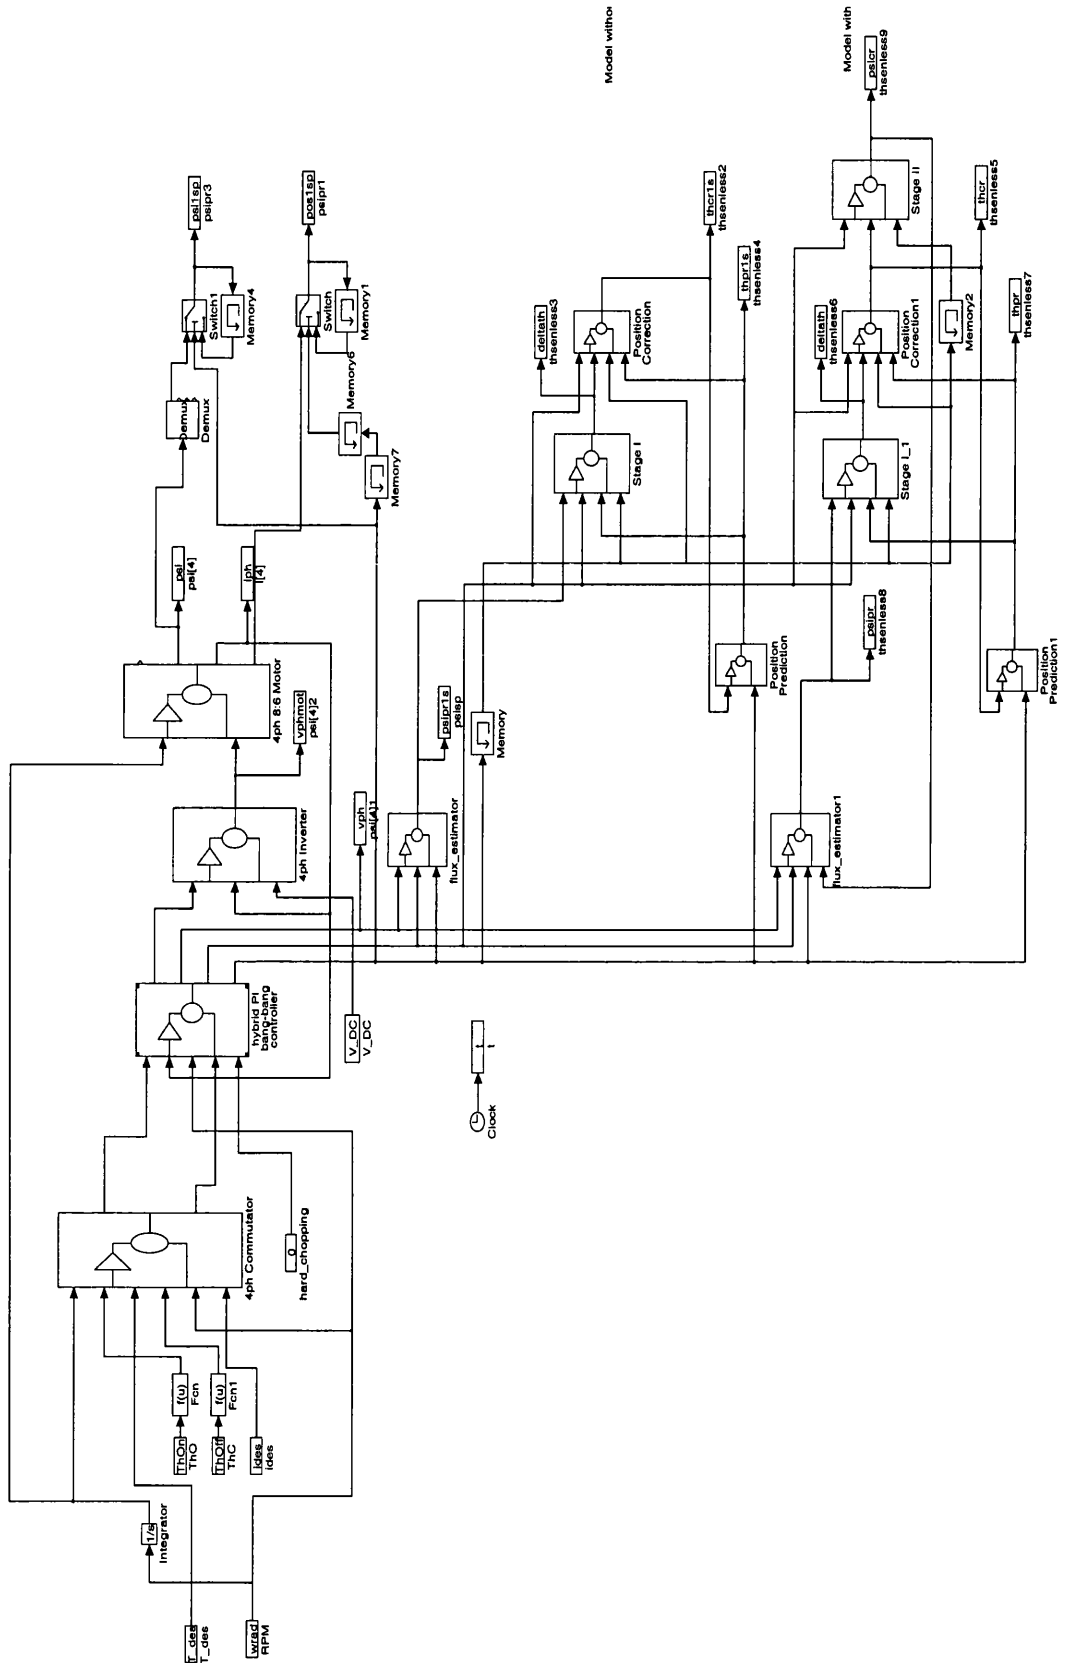 T_des
T_des
wrad
RPM
1/s
Integrator
ThOn
ThO
f(u)
Fcn
ThOff
ThC
f(u)
Fcn1
ides
ides
4ph Commutator
0
hard_chopping
hybrid PI
bang-bang
controller
V_DC
V_DC
Clock
t
t
4ph Inverter
vphmot
psi[4]2
4ph 8:6 Motor
psi
psi[4]
iph
i[4]
vph
psi[4]1
Demux
Demux
Switch1
Memory4
psi1sp
psipr3
Switch
Memory1
pos1sp
psipr1
Memory6
Memory7
flux_estimator
psipr1s
psisp
Memory
Stage I
deltath
thsenless3
Position
Correction
thcr1s
thsenless2
thpr1s
thsenless4
Position
Prediction
Model witho
flux_estimator1
psipr
thsenless8
Stage I_1
deltath
thsenless6
Position
Correction1
Memory2
Stage II
psicr
thsenless9
Model with
thcr
thsenless5
thpr
thsenless7
Position
Prediction1